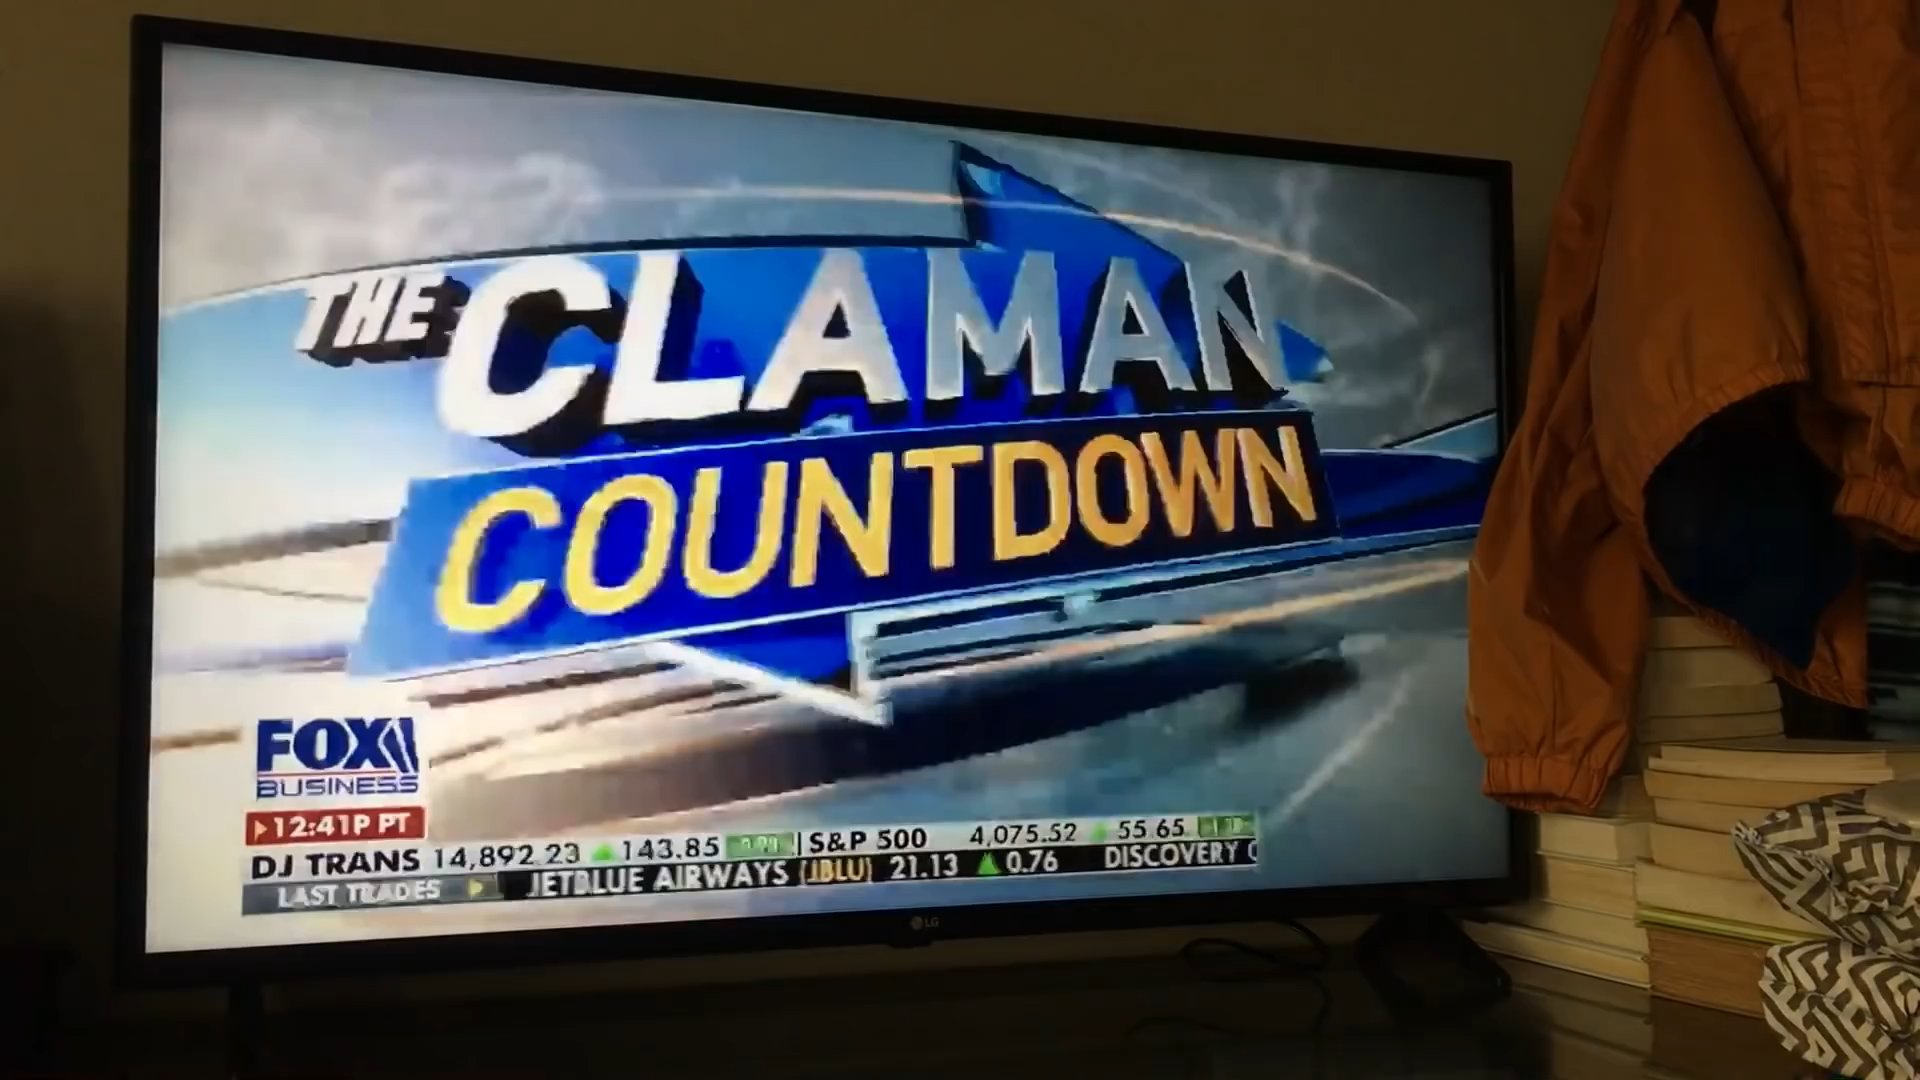 THE CLAMAN
COUNTDOWN
FOX
BUSINESS
12:41P PT
DJ TRANS 14,892.23 143.85 S&P 500 4,075.52 55.65
LAST TRADES JETBLUE AIRWAYS (JBLU) 21.13 0.76 DISCOVERY
LG